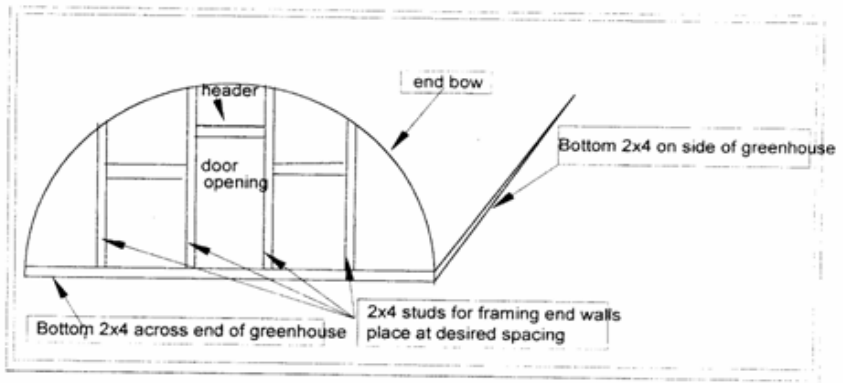 header
end bow
Bottom 2x4 on side of greenhouse
door
opening
2x4 studs for framing end walls
place at desired spacing
Bottom 2x4 across end of greenhouse